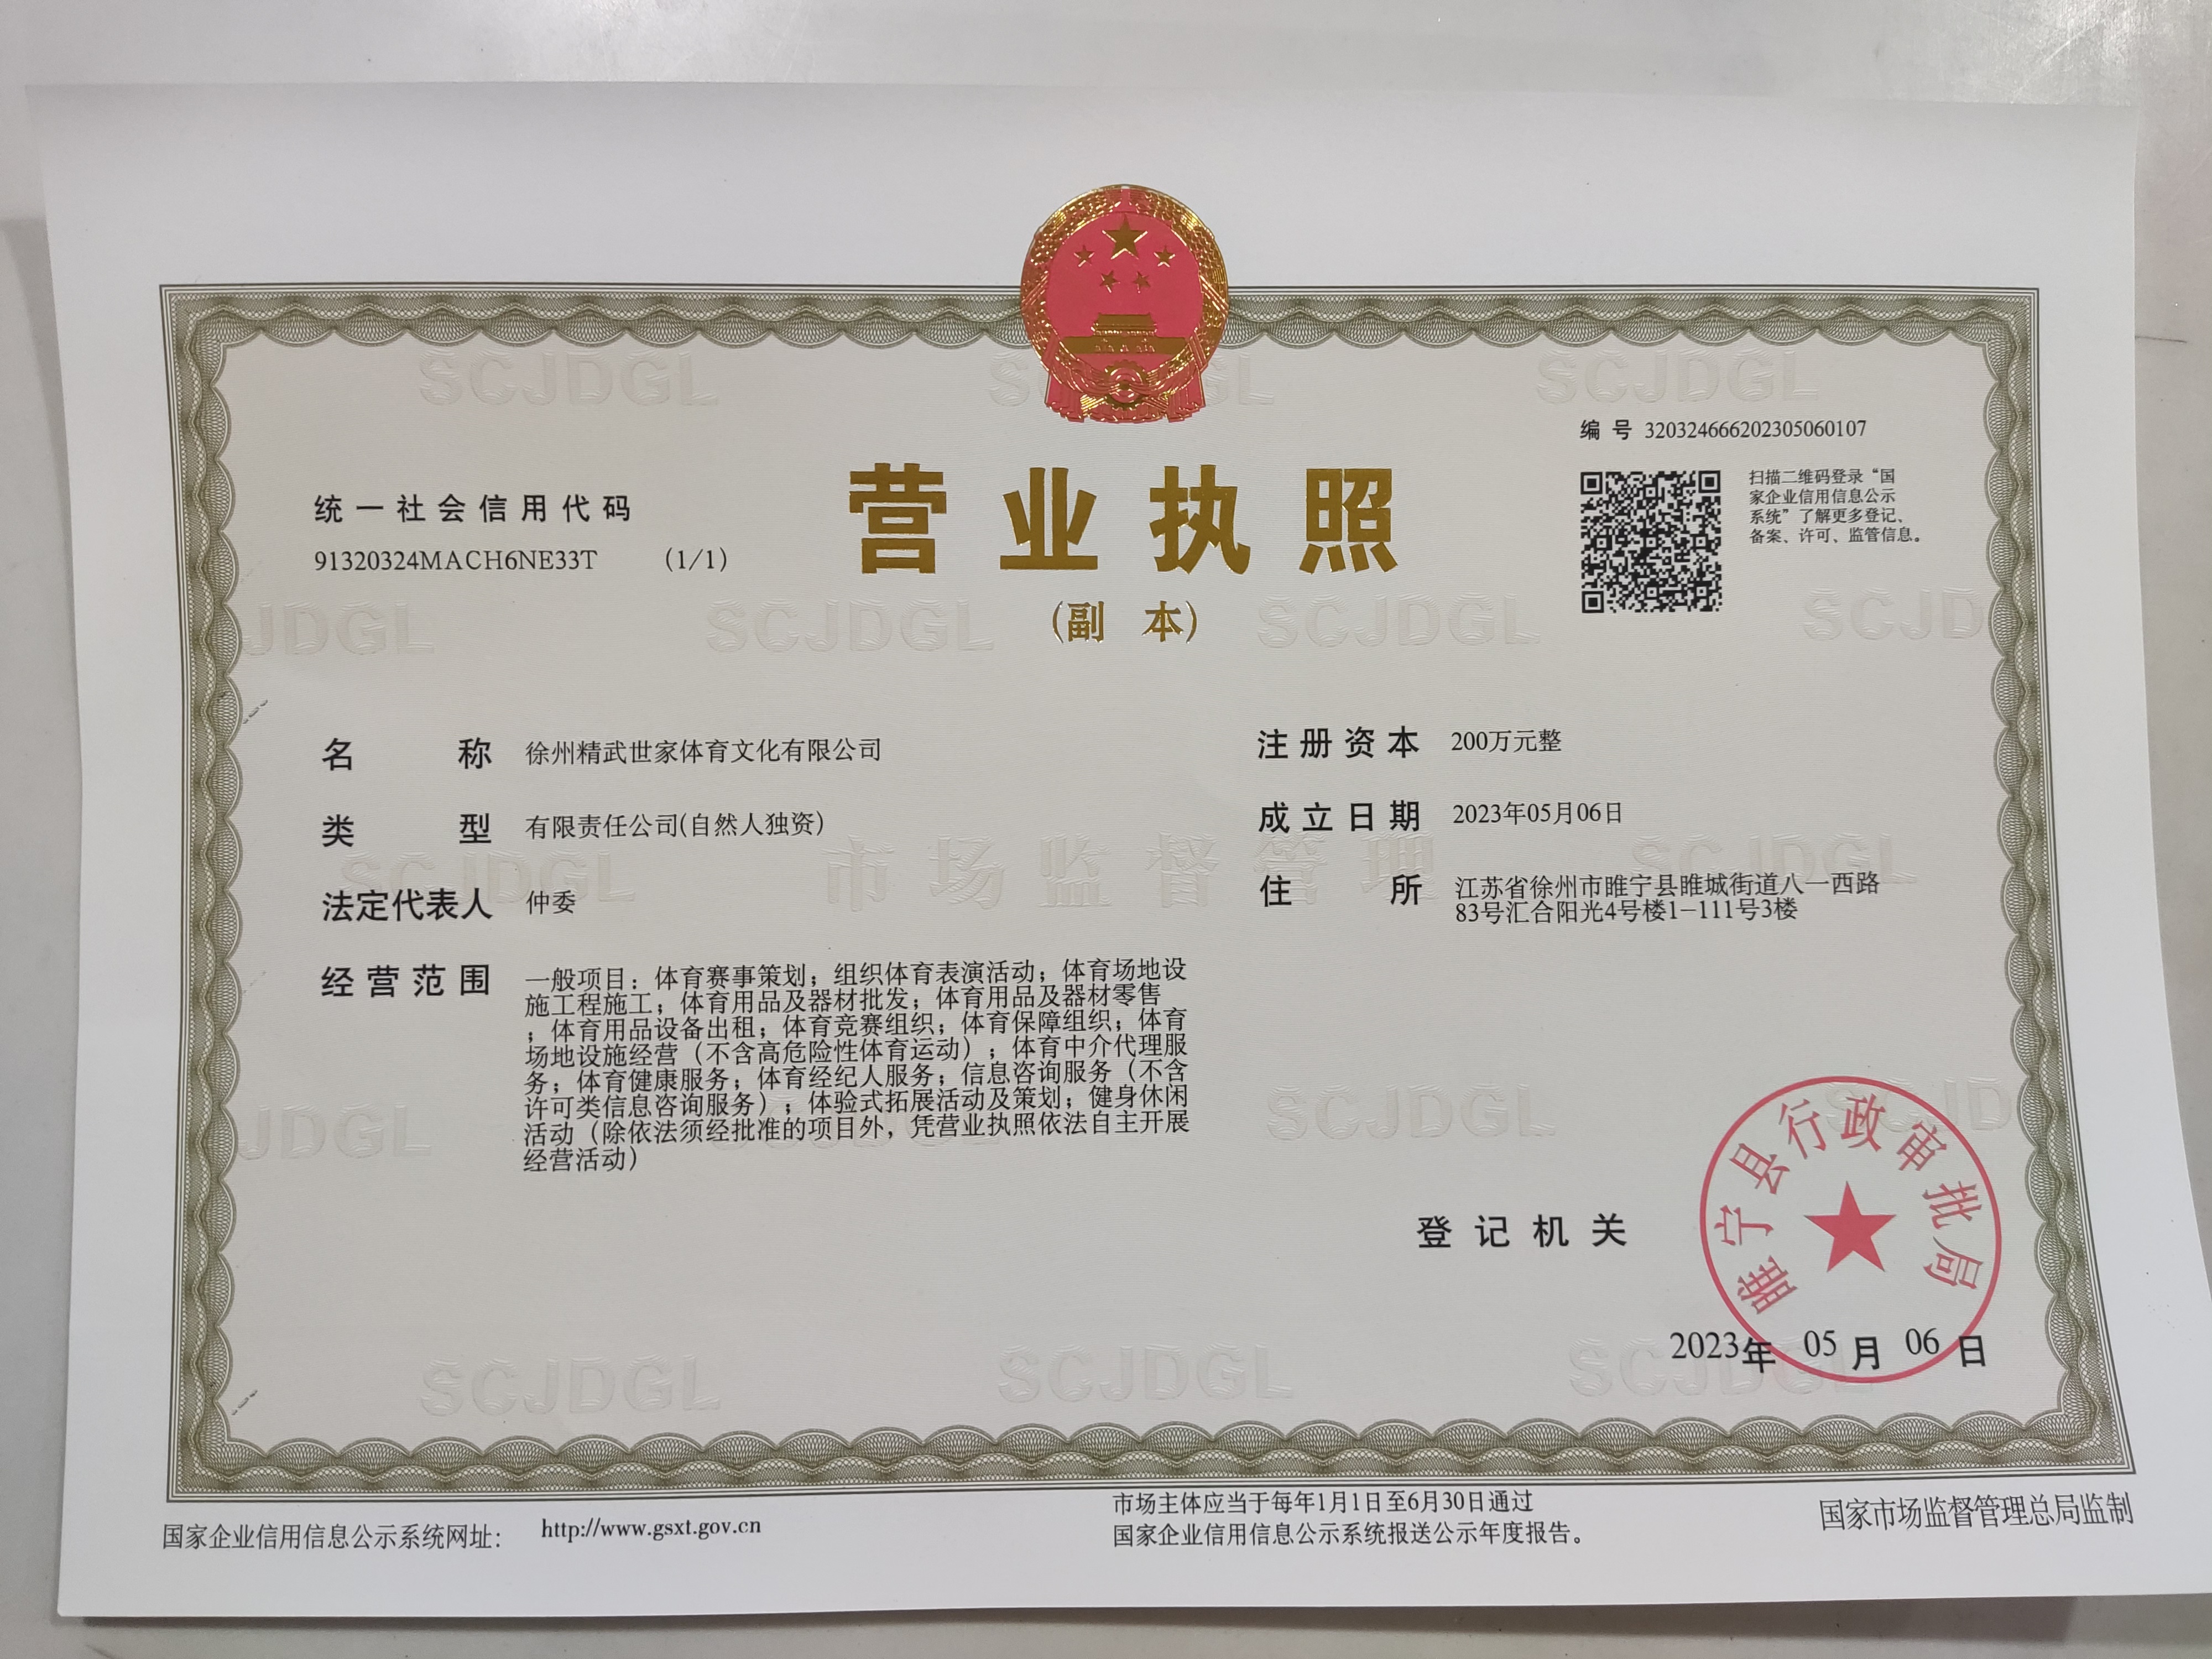 编号 320324666202305060107
统一社会信用代码
91320324MACH6NE33T (1/1)
营业执照
(副本)
扫描二维码登录“国
家企业信用信息公示
系统”了解更多登记、
备案、许可、监管信息。
名称 徐州精武世家体育文化有限公司
类型 有限责任公司(自然人独资)
法定代表人 仲委
经营范围 一般项目：体育赛事策划；组织体育表演活动；体育场地设
施工程施工；体育用品及器材批发；体育用品及器材零售
；体育用品设备出租；体育竞赛组织；体育保障组织；体育
场地设施经营（不含高危险性体育运动）；体育中介代理服
务；体育健康服务；体育经纪人服务；信息咨询服务（不含
许可类信息咨询服务）；体验式拓展活动及策划；健身休闲
活动（除依法须经批准的项目外，凭营业执照依法自主开展
经营活动）
注册资本 200万元整
成立日期 2023年05月06日
住所 江苏省徐州市睢宁县睢城街道八一西路
83号汇合阳光4号楼1-111号3楼
市场监督管理
SCJDGL
登记机关
睢宁县行政审批局
2023年05月06日
国家企业信用信息公示系统网址： http://www.gsxt.gov.cn
市场主体应当于每年1月1日至6月30日通过
国家企业信用信息公示系统报送公示年度报告。
国家市场监督管理总局监制